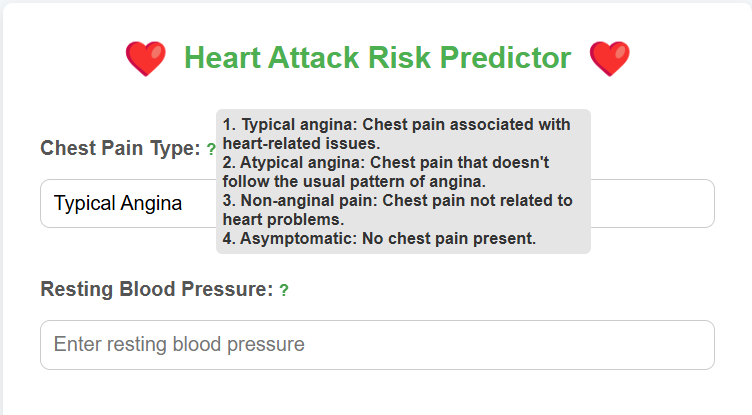 Heart Attack Risk Predictor
Chest Pain Type: ?
1. Typical angina: Chest pain associated with
heart-related issues.
2. Atypical angina: Chest pain that doesn't
follow the usual pattern of angina.
3. Non-anginal pain: Chest pain not related to
heart problems.
4. Asymptomatic: No chest pain present.
Typical Angina
Resting Blood Pressure: ?
Enter resting blood pressure